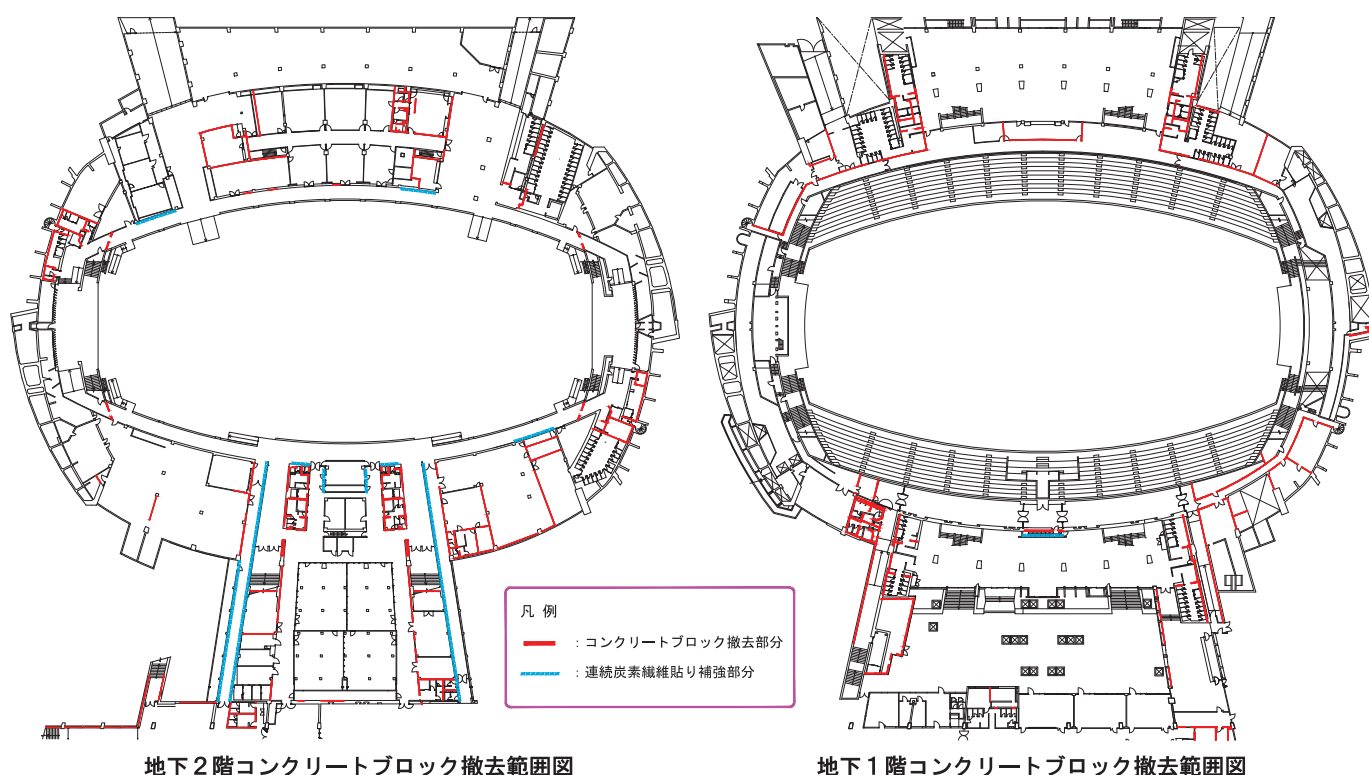 凡 例
：コンクリートブロック撤去部分
：連続炭素繊維貼り補強部分
地下２階コンクリートブロック撤去範囲図
地下１階コンクリートブロック撤去範囲図